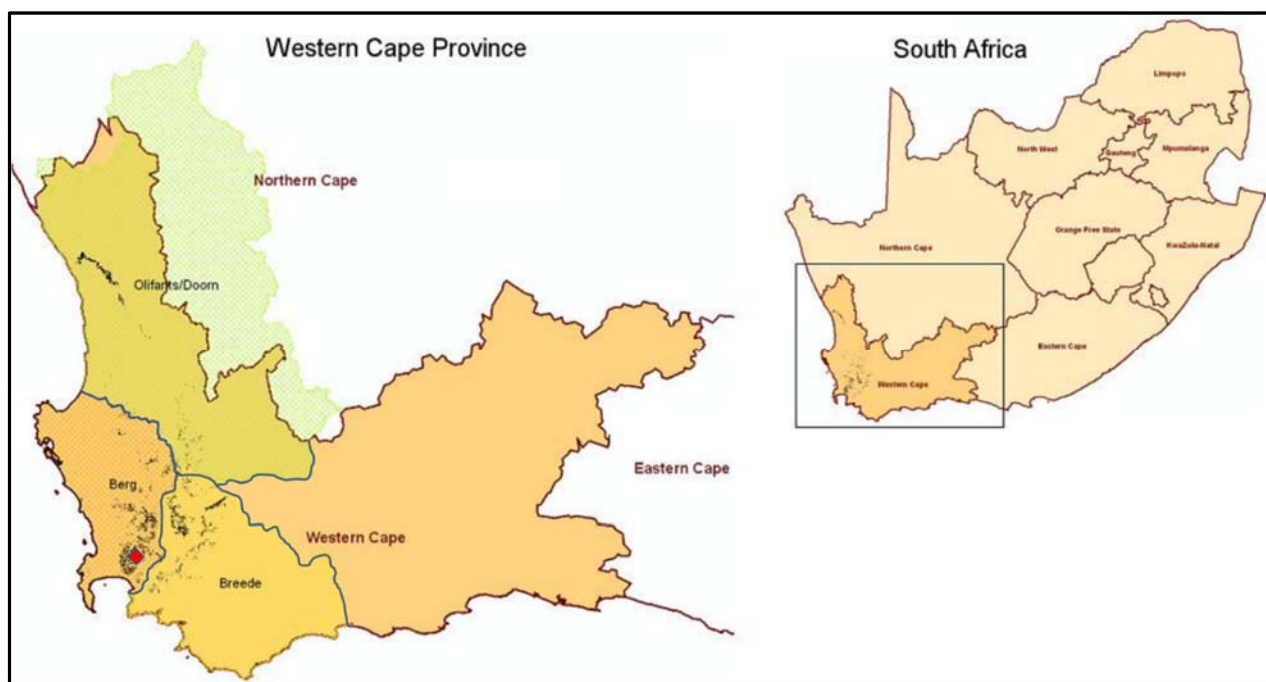 Western Cape Province
South Africa
Limpopo
North West
Gauteng
Mpumalanga
Northern Cape
Orange Free State
KwaZulu-Natal
Northern Cape
Olifants/Doorn
Eastern Cape
Western Cape
Eastern Cape
Berg
Western Cape
Breede